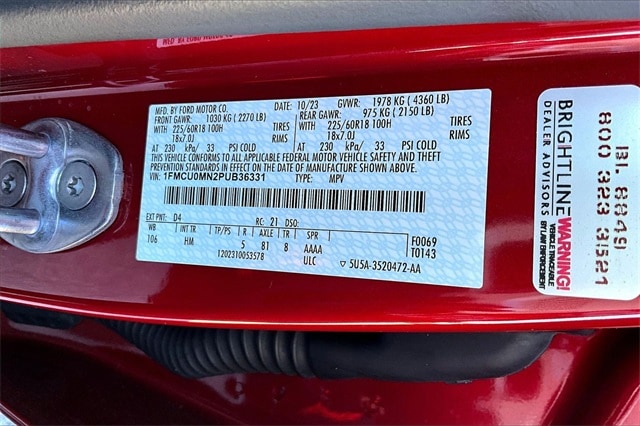 MFD. BY FORD MOTOR CO.
10/23 GVWR: 1978 KG ( 4360 LB)
FRONT GAWR: 1030 KG ( 2270 LB)
REAR GAWR: 975 KG ( 2150 LB)
WITH 225/60R18 100H TIRES
18x7.0J RIMS
WITH 225/60R18 100H TIRES
18x7.0J RIMS
AT 230 kPa/ 33 PSI COLD
AT 230 kPa/ 33 PSI COLD
THIS VEHICLE CONFORMS TO ALL APPLICABLE FEDERAL MOTOR VEHICLE SAFETY AND
THEFT PREVENTION STANDARDS IN EFFECT ON THE DATE OF MANUFACTURE SHOWN ABOVE.
VIN: 1FMCU0MN2PUB36331 TYPE: MPV
EXT PNT: D4 RC: 21 DSO:
WB INT TR TP/PS R AX TR SPR
106 HM 5 81 8 AAAA
F0069
T0143
1202310053578 ULC
5U5A-3520472-AA
BRIGHTLINE
DEALER ADVISORS
WARNING!
VEHICLE TRACEABLE
BY LAW ENFORCEMENT
BL 8849
800 323 3521